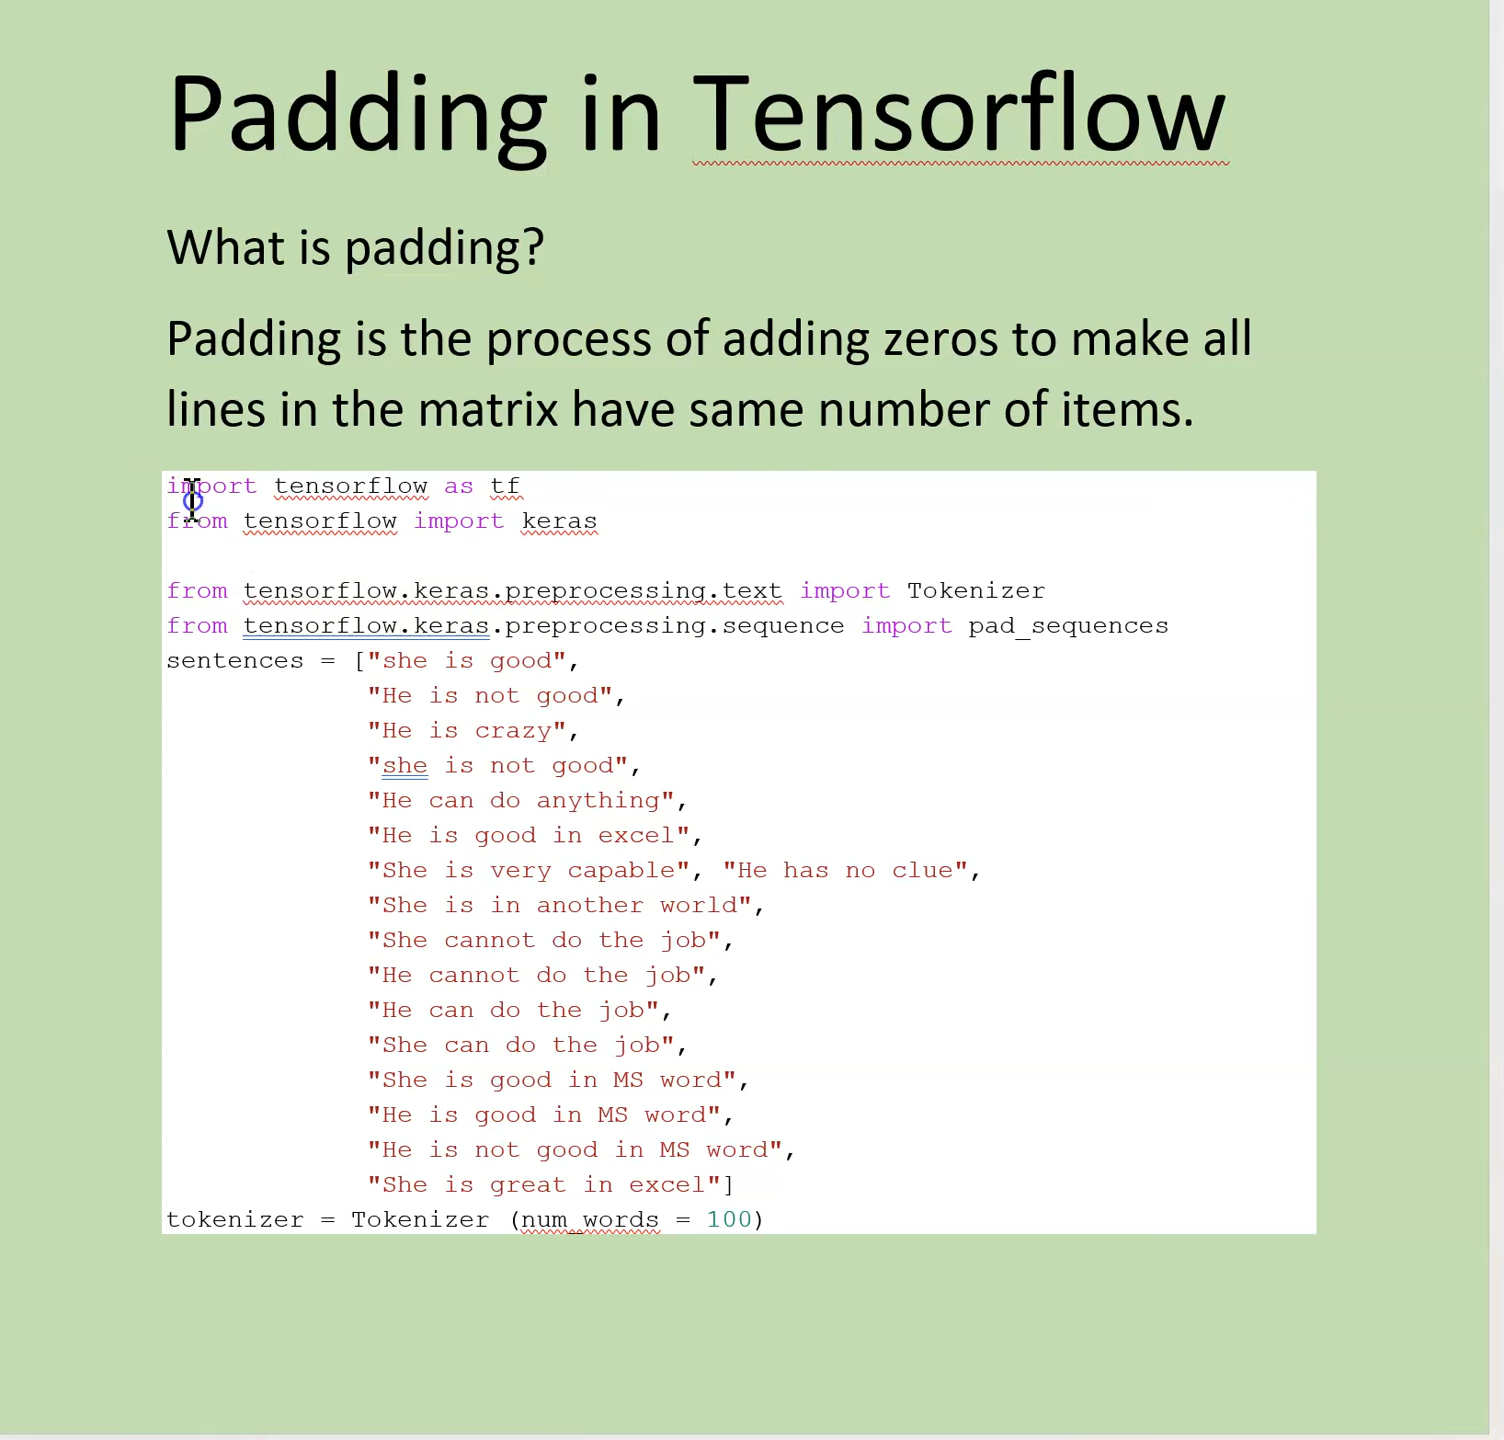 Padding in Tensorflow
What is padding?
Padding is the process of adding zeros to make all
lines in the matrix have same number of items.
import tensorflow as tf
from tensorflow import keras
from tensorflow.keras.preprocessing.text import Tokenizer
from tensorflow.keras.preprocessing.sequence import pad_sequences
sentences = ["she is good",
"He is not good",
"He is crazy",
"she is not good",
"He can do anything",
"He is good in excel",
"She is very capable", "He has no clue",
"She is in another world",
"She cannot do the job",
"He cannot do the job",
"He can do the job",
"She can do the job",
"She is good in MS word",
"He is good in MS word",
"He is not good in MS word",
"She is great in excel"]
tokenizer = Tokenizer (num_words = 100)